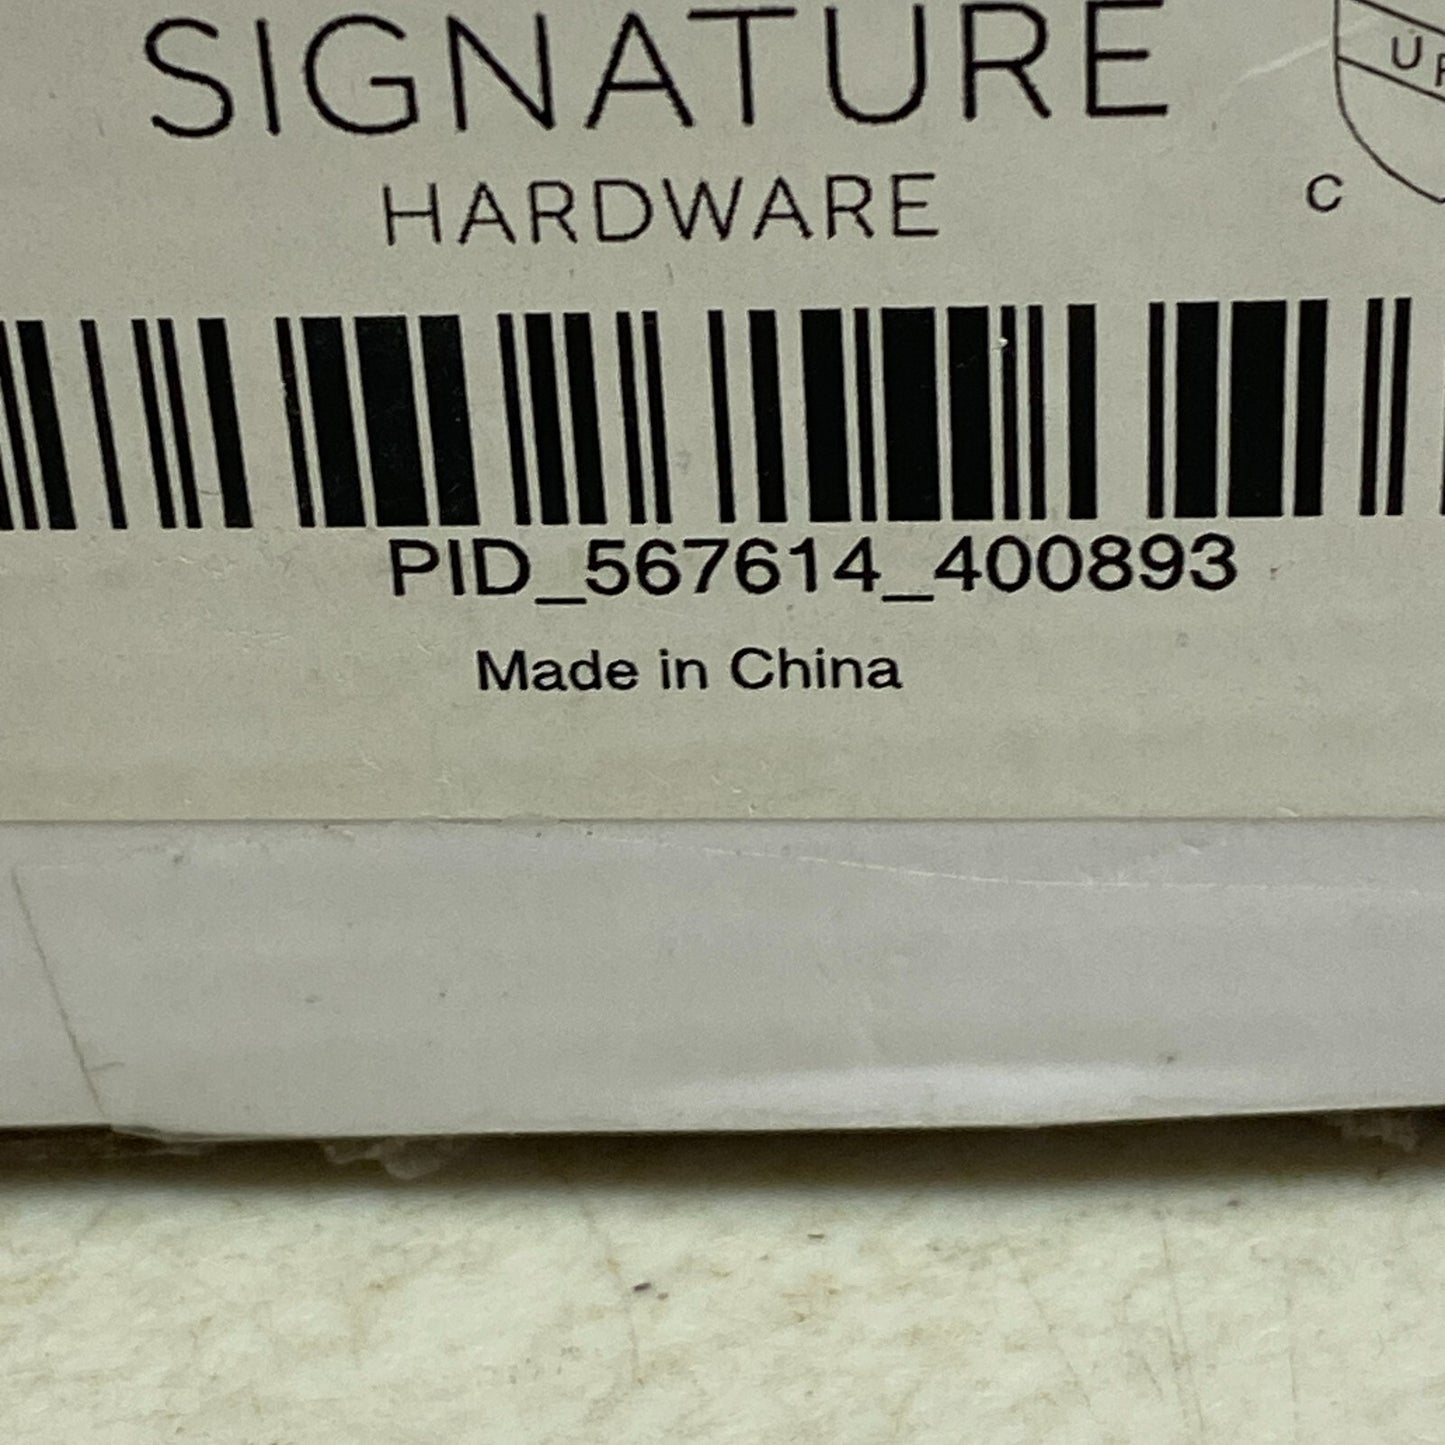 SIGNATURE
HARDWARE
C
PID_567614_400893
Made in China